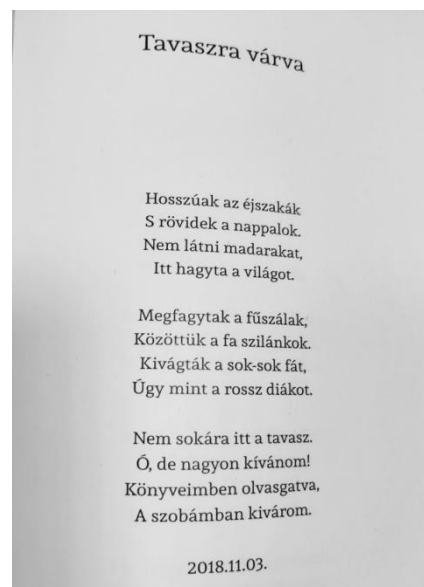 Tavaszra várva
Hosszúak az éjszakák
S rövidek a nappalok.
Nem látni madarakat,
Itt hagyta a világot.
Megfagytak a fűszálak,
Közöttük a fa szilánkok.
Kivágták a sok-sok fát,
Úgy mint a rossz diákot.
Nem sokára itt a tavasz.
Ó, de nagyon kívánom!
Könyveimben olvasgatva,
A szobámban kivárom.
2018.11.03.